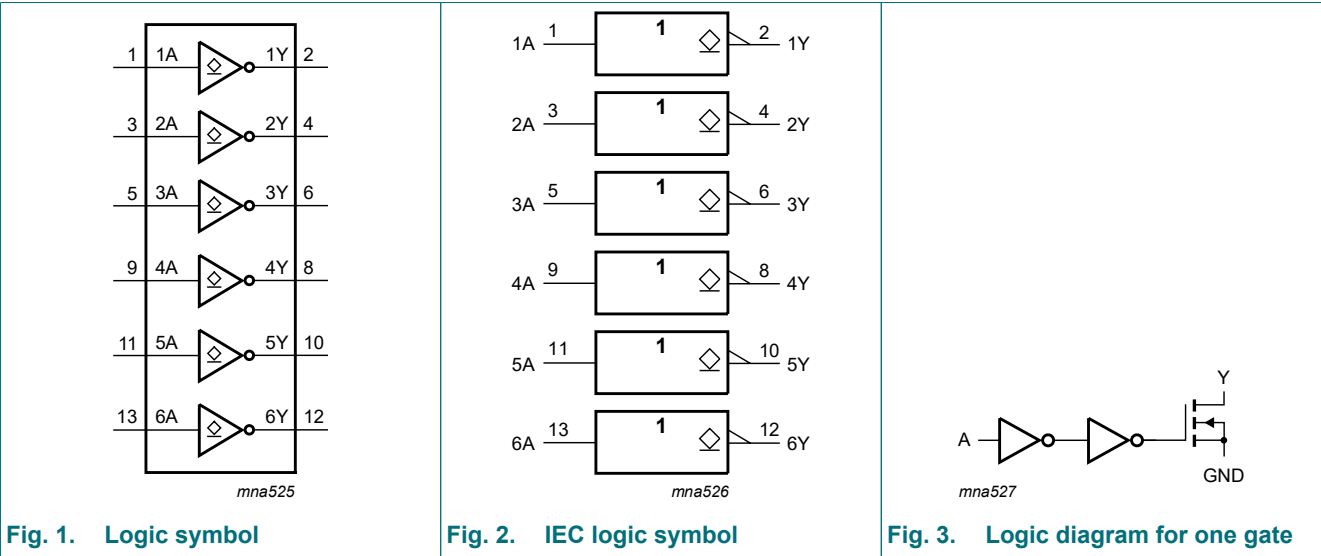 1 1A 1Y 2
3 2A 2Y 4
5 3A 3Y 6
9 4A 4Y 8
11 5A 5Y 10
13 6A 6Y 12
mna525
Fig. 1. Logic symbol
1A 1 1 2 1Y
2A 3 1 4 2Y
3A 5 1 6 3Y
4A 9 1 8 4Y
5A 11 1 10 5Y
6A 13 1 12 6Y
mna526
Fig. 2. IEC logic symbol
Y
A
GND
mna527
Fig. 3. Logic diagram for one gate